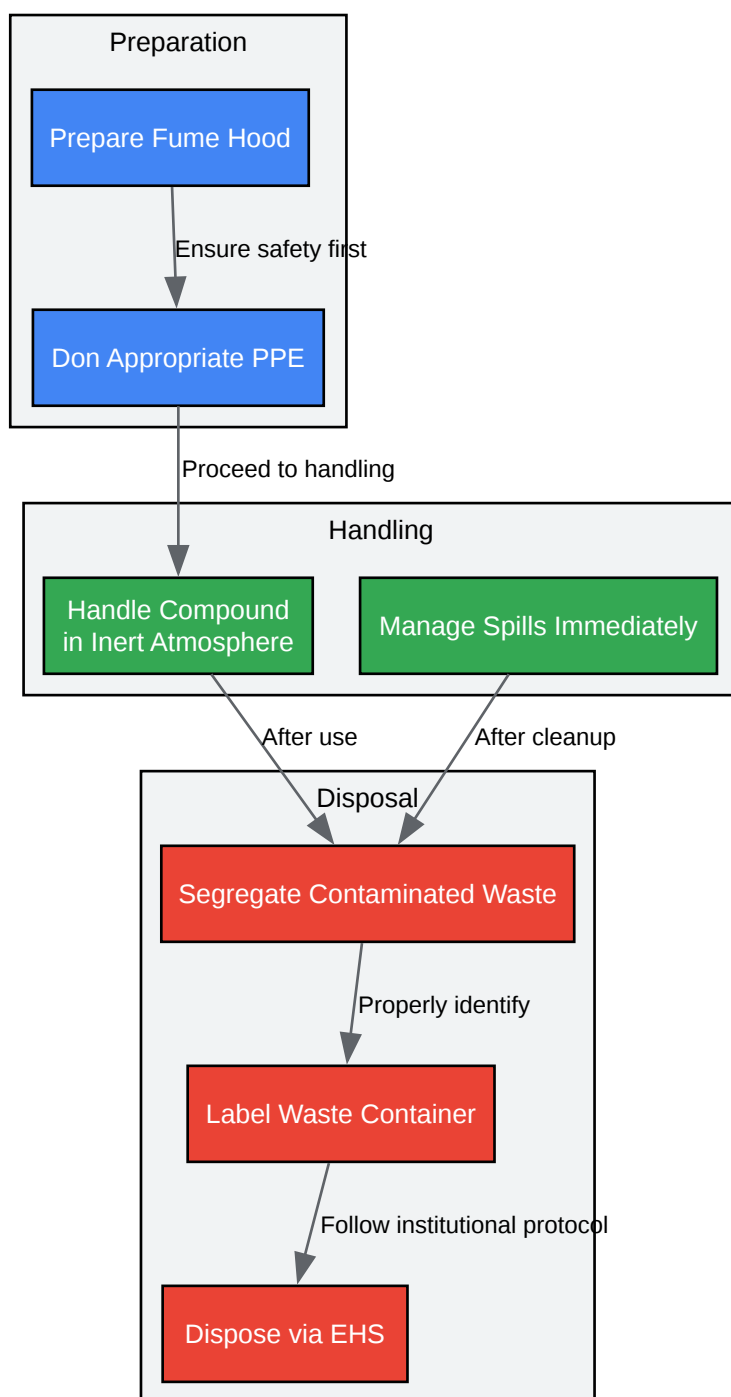 Preparation
Prepare Fume Hood
Ensure safety first
Don Appropriate PPE
Proceed to handling
Handling
Handle Compound
in Inert Atmosphere
Manage Spills Immediately
After use
After cleanup
Disposal
Segregate Contaminated Waste
Properly identify
Label Waste Container
Follow institutional protocol
Dispose via EHS